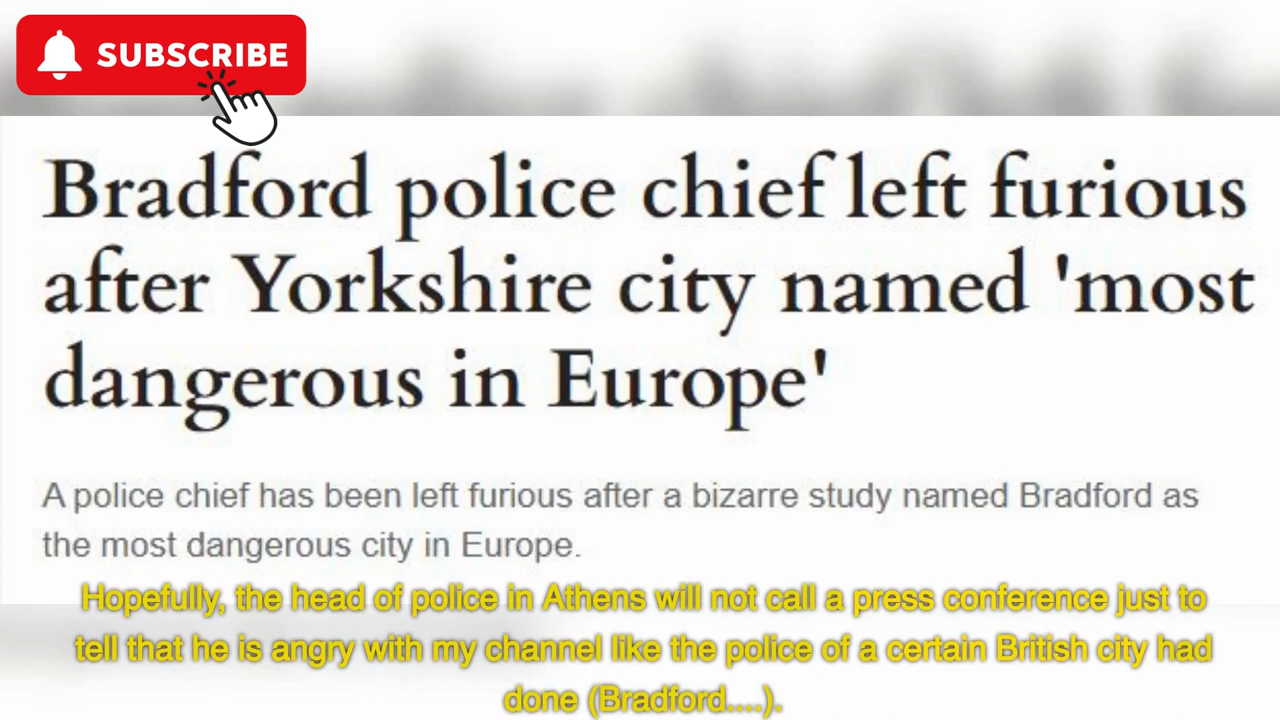 SUBSCRIBE
Bradford police chief left furious
after Yorkshire city named 'most
dangerous in Europe'
A police chief has been left furious after a bizarre study named Bradford as
the most dangerous city in Europe.
Hopefully, the head of police in Athens will not call a press conference just to
tell that he is angry with my channel like the police of a certain British city had
done (Bradford....).